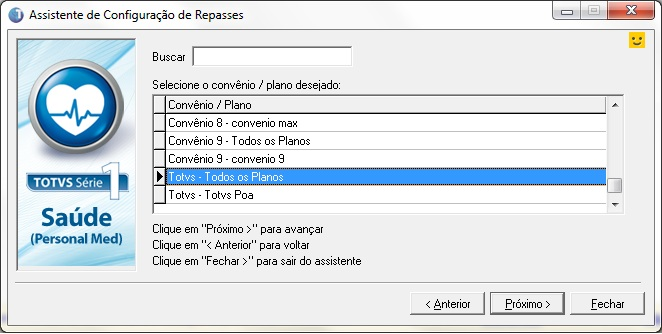 Assistente de Configuração de Repasses
Buscar
Selecione o convênio / plano desejado:
Convênio / Plano
Convênio 8 - convenio max
Convênio 9 - Todos os Planos
Convênio 9 - convenio 9
Totvs - Todos os Planos
Totvs - Totvs Poa
TOTVS Série 1
Saúde
(Personal Med)
Clique em "Próximo >" para avançar
Clique em "< Anterior" para voltar
Clique em "Fechar >" para sair do assistente
< Anterior
Próximo >
Fechar